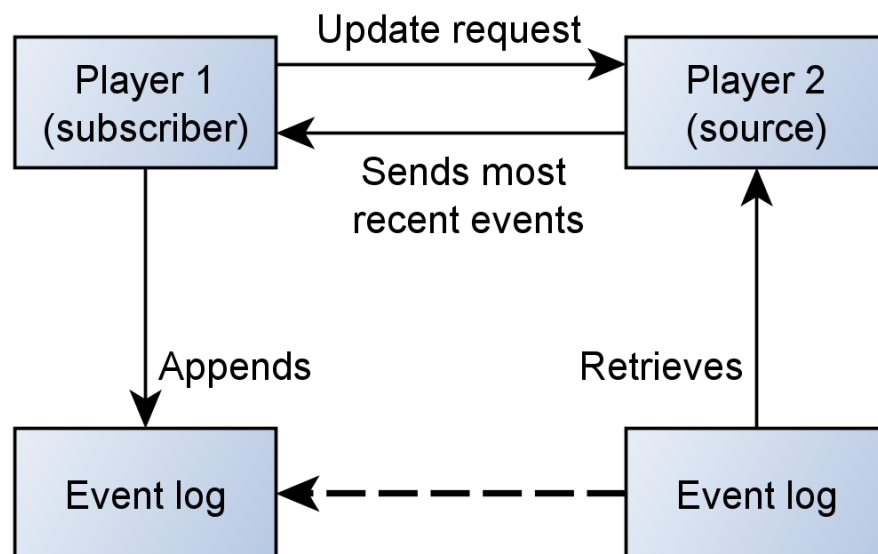 Update request
Player 1
(subscriber)
Player 2
(source)
Sends most
recent events
Appends
Retrieves
Event log
Event log